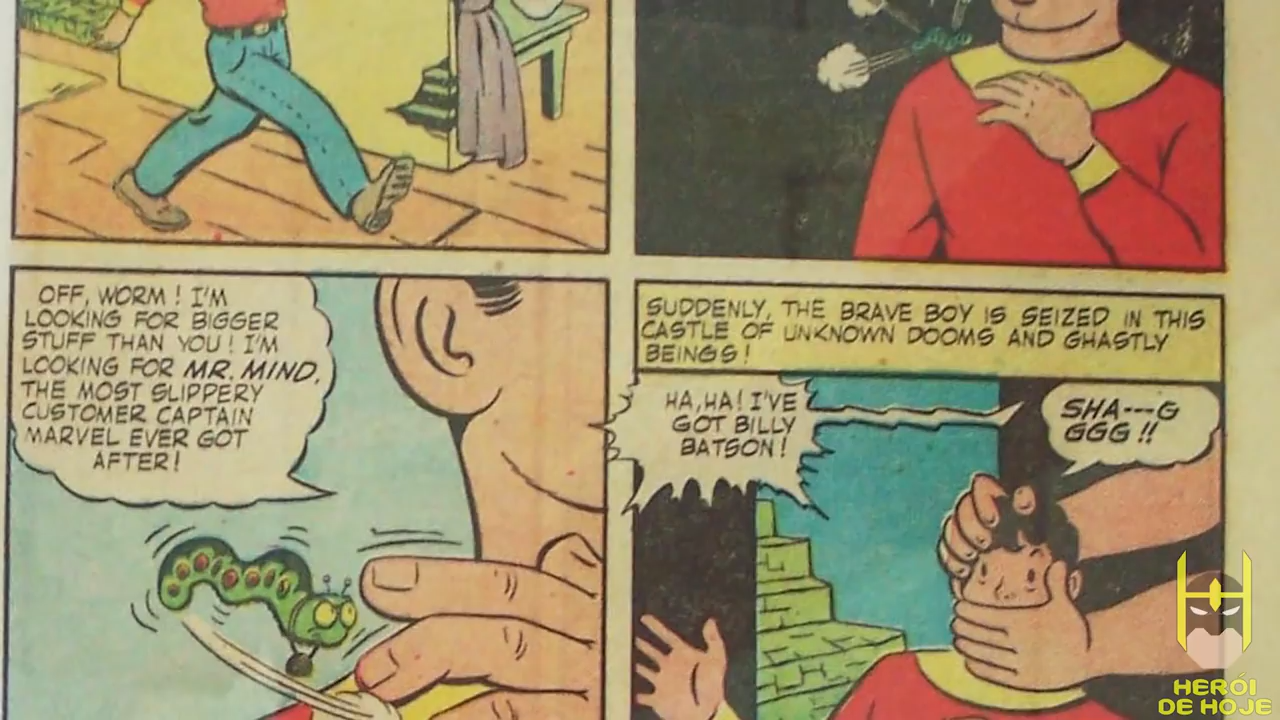 OFF, WORM! I'M
LOOKING FOR BIGGER
STUFF THAN YOU! I'M
LOOKING FOR MR. MIND,
THE MOST SLIPPERY
CUSTOMER CAPTAIN
MARVEL EVER GOT
AFTER!
SUDDENLY, THE BRAVE BOY IS SEIZED IN THIS
CASTLE OF UNKNOWN DOOMS AND GHASTLY
BEINGS!
HA, HA! I'VE
GOT BILLY
BATSON!
SHA---G
GGG!!
HERÓI
DE HOJE